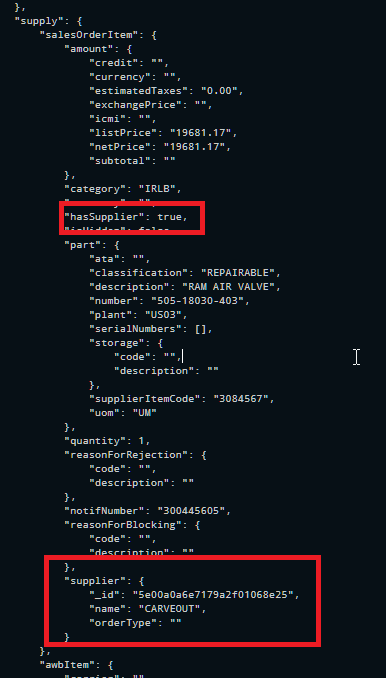 },
"supply": {
"salesOrderItem": {
"amount": {
"credit": "",
"currency": "",
"estimatedTaxes": "0.00",
"exchangePrice": "",
"icmi": "",
"listPrice": "19681.17",
"netPrice": "19681.17",
"subtotal": ""
},
"category": "IRLB",
"hasSupplier": true,
"isHidden": false,
"part": {
"ata": "",
"classification": "REPAIRABLE",
"description": "RAM AIR VALVE",
"number": "505-18030-403",
"plant": "US03",
"serialNumbers": [],
"storage": {
"code": "",
"description": ""
},
"supplierItemCode": "3084567",
"uom": "UM"
},
"quantity": 1,
"reasonForRejection": {
"code": "",
"description": ""
},
"notifNumber": "300445605",
"reasonForBlocking": {
"code": "",
"description": ""
},
"supplier": {
"_id": "5e00a0a6e7179a2f01068e25",
"name": "CARVEOUT",
"orderType": ""
}
},
"awbItem": {
"carrier": "",